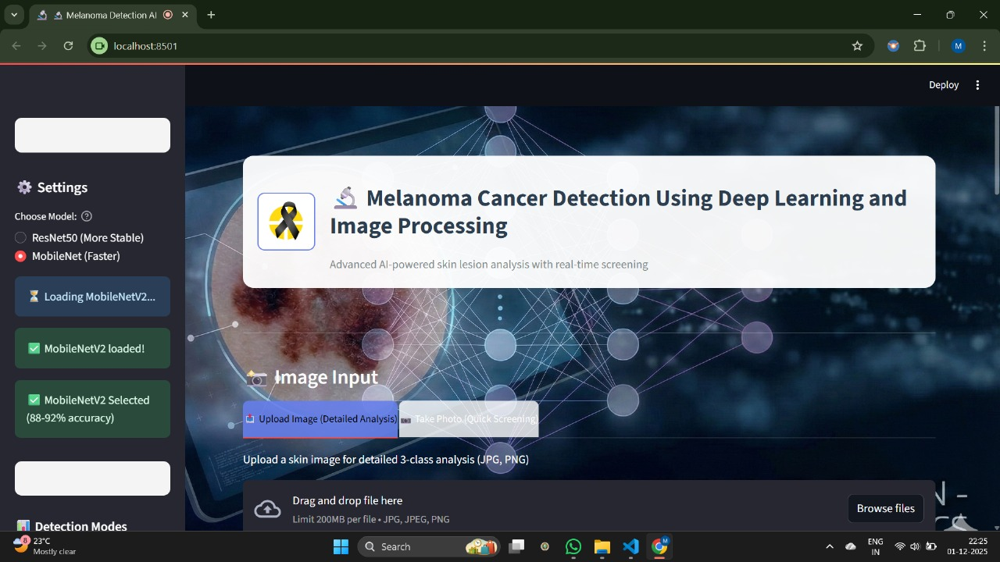 Melanoma Detection AI
localhost:8501
M
Deploy
Settings
Choose Model:
ResNet50 (More Stable)
MobileNet (Faster)
Loading MobileNetV2...
MobileNetV2 loaded!
MobileNetV2 Selected
(88-92% accuracy)
Detection Modes
Melanoma Cancer Detection Using Deep Learning and
Image Processing
Advanced AI-powered skin lesion analysis with real-time screening
Image Input
Upload Image (Detailed Analysis)
Take Photo (Quick Screening)
Upload a skin image for detailed 3-class analysis (JPG, PNG)
Drag and drop file here
Limit 200MB per file • JPG, JPEG, PNG
Browse files
8
23°C
Mostly clear
Search
M
ENG
IN
22:25
01-12-2025